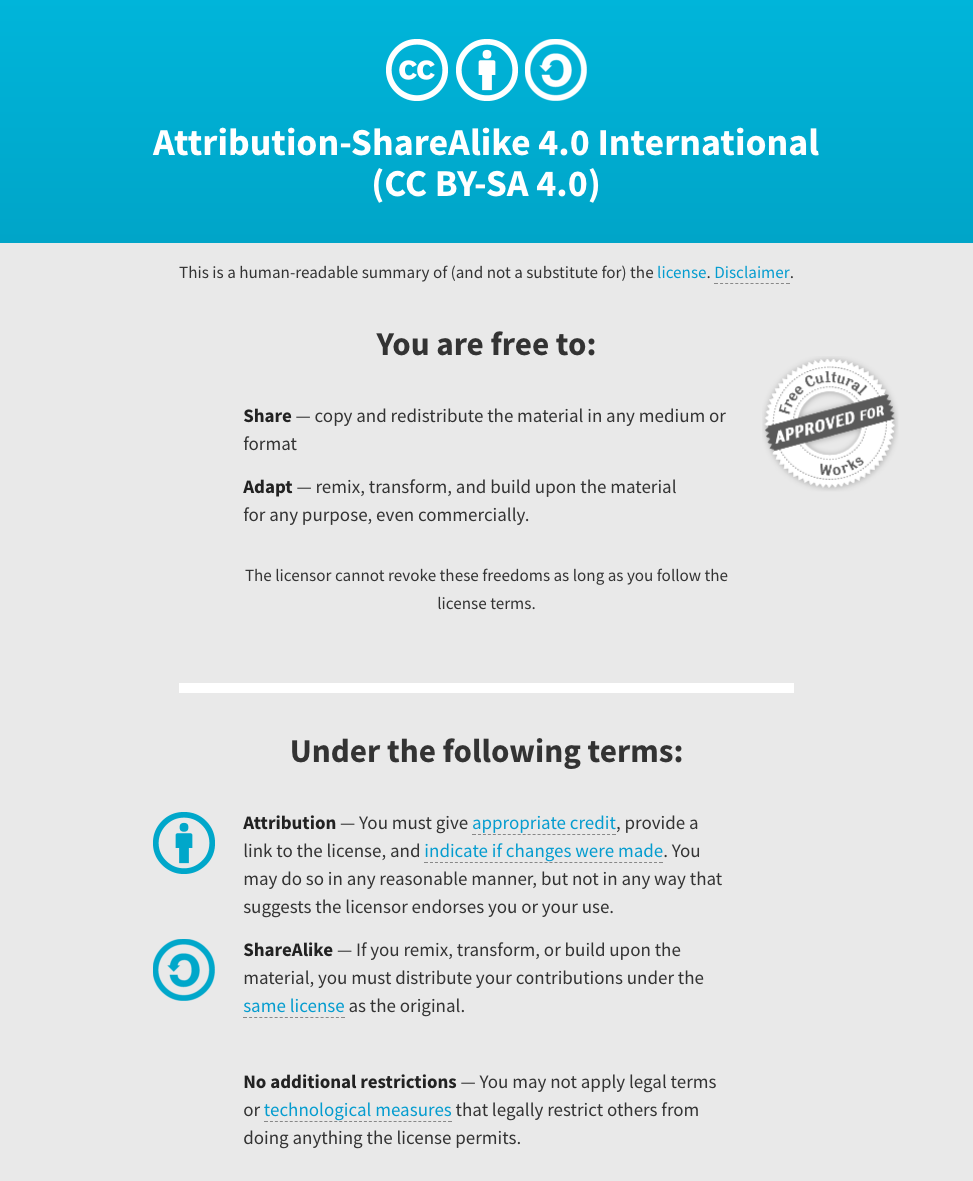 cc
Attribution-ShareAlike 4.0 International
(CC BY-SA 4.0)
This is a human-readable summary of (and not a substitute for) the license. Disclaimer.
You are free to:
Free Cultural
APPROVED FOR
Works
Share — copy and redistribute the material in any medium or
format
Adapt — remix, transform, and build upon the material
for any purpose, even commercially.
The licensor cannot revoke these freedoms as long as you follow the
license terms.
Under the following terms:
Attribution — You must give appropriate credit, provide a
link to the license, and indicate if changes were made. You
may do so in any reasonable manner, but not in any way that
suggests the licensor endorses you or your use.
ShareAlike — If you remix, transform, or build upon the
material, you must distribute your contributions under the
same license as the original.
No additional restrictions — You may not apply legal terms
or technological measures that legally restrict others from
doing anything the license permits.